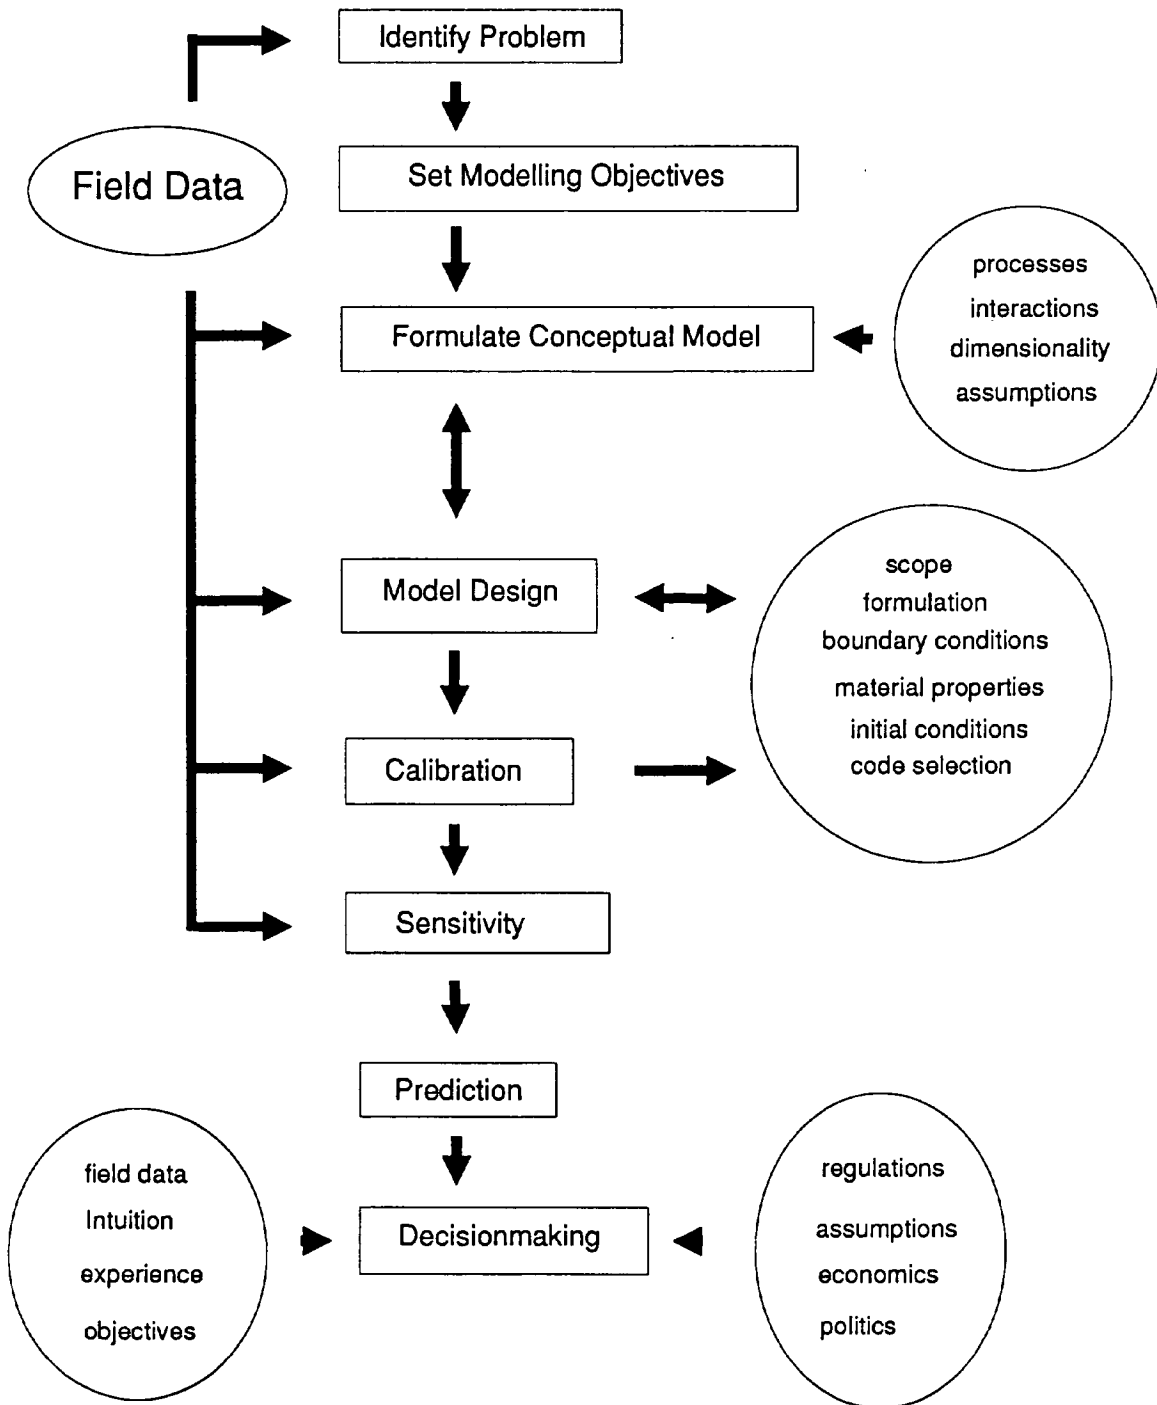 Identify Problem
Field Data
Set Modelling Objectives
processes
interactions
dimensionality
assumptions
Formulate Conceptual Model
scope
formulation
boundary conditions
material properties
initial conditions
code selection
Model Design
Calibration
Sensitivity
Prediction
field data
Intuition
experience
objectives
Decisionmaking
regulations
assumptions
economics
politics